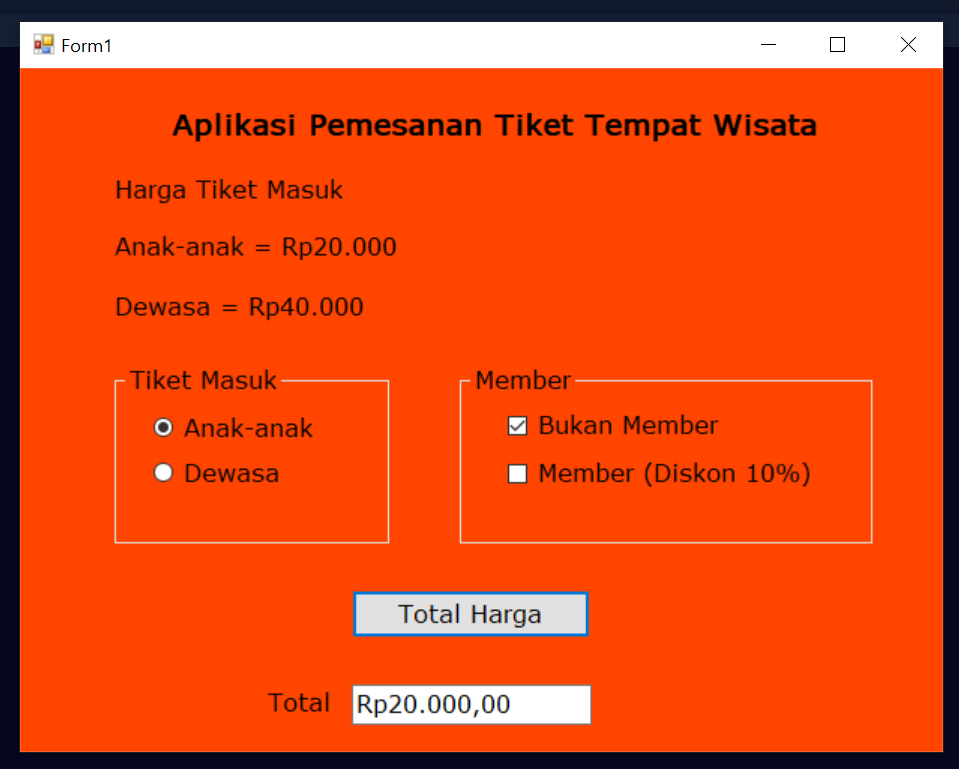 Form1
Aplikasi Pemesanan Tiket Tempat Wisata
Harga Tiket Masuk
Anak-anak = Rp20.000
Dewasa = Rp40.000
Tiket Masuk
Anak-anak
Dewasa
Member
Bukan Member
Member (Diskon 10%)
Total Harga
Total Rp20.000,00